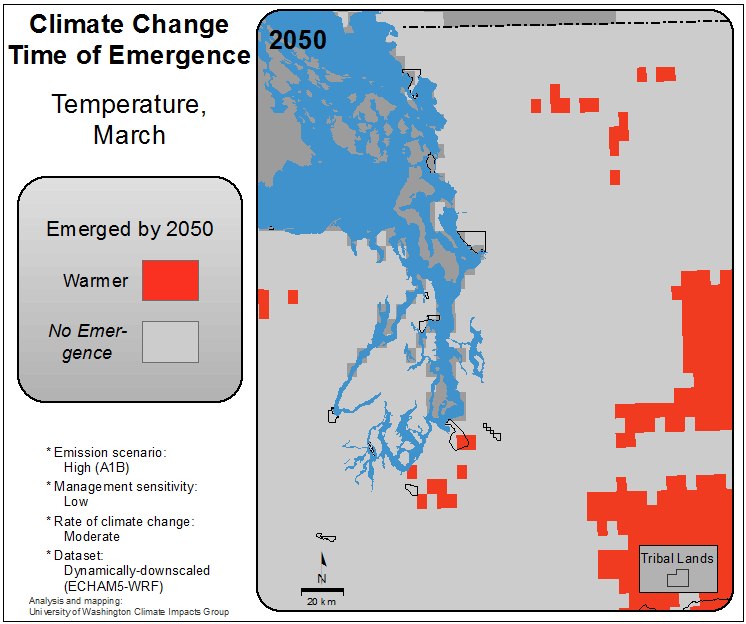 Climate Change
Time of Emergence
Temperature,
March
Emerged by 2050
Warmer
No Emer-
gence
* Emission scenario:
High (A1B)
* Management sensitivity:
Low
* Rate of climate change:
Moderate
* Dataset:
Dynamically-downscaled
(ECHAM5-WRF)
Analysis and mapping:
University of Washington Climate Impacts Group
2050
N
20 km
Tribal Lands